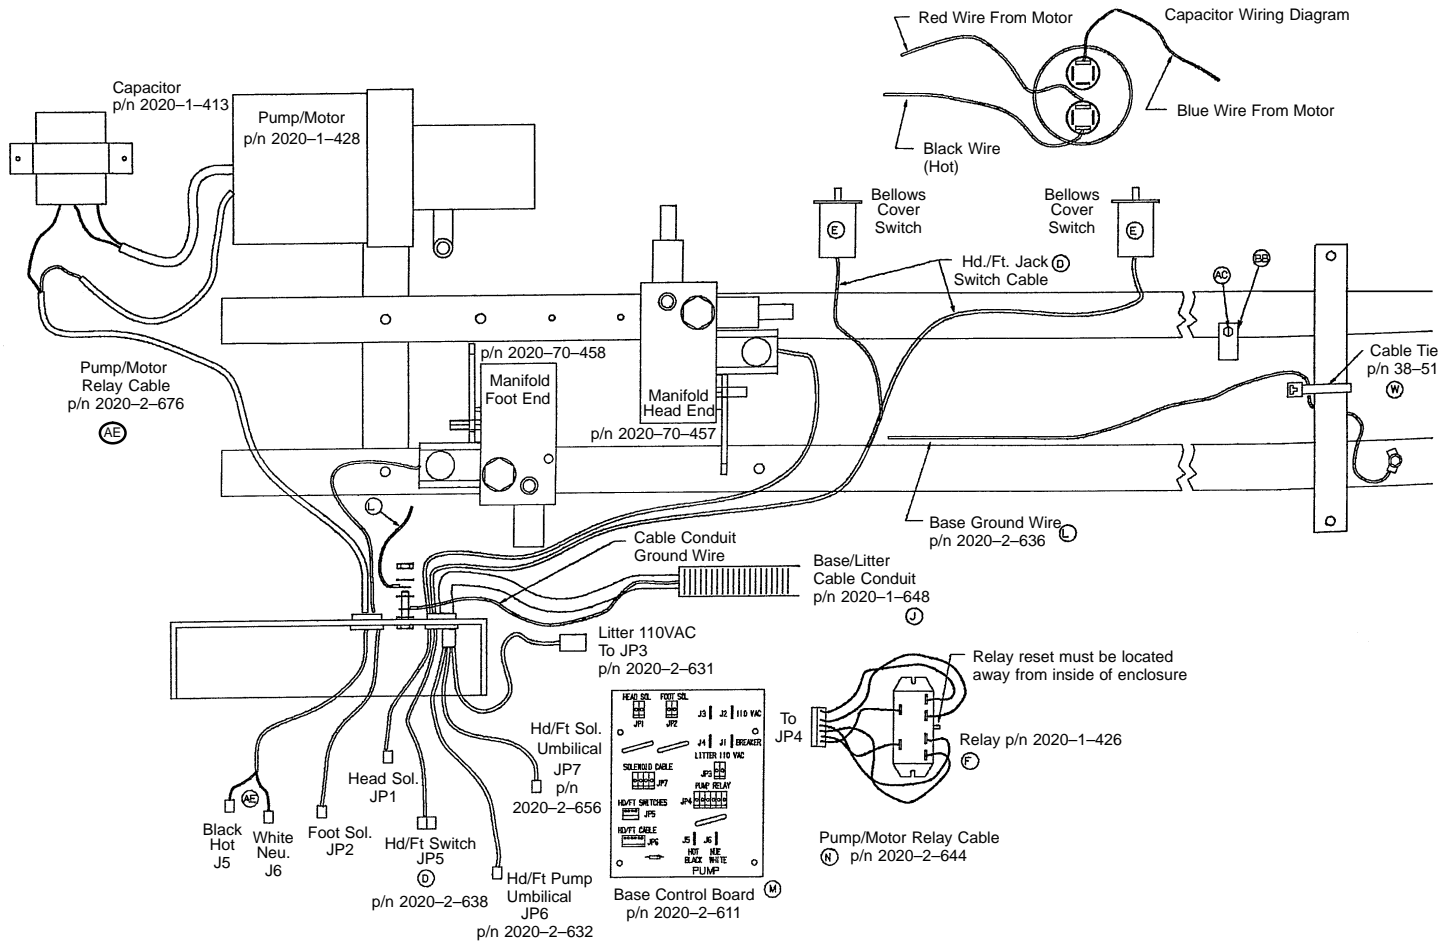 Red Wire From Motor
Capacitor Wiring Diagram
Blue Wire From Motor
Black Wire
(Hot)
Capacitor
p/n 2020–1–413
Pump/Motor
p/n 2020–1–428
Bellows
Cover
Switch
E
Bellows
Cover
Switch
E
Hd./Ft. Jack D
Switch Cable
AC
BB
Cable Tie
p/n 38–51
W
p/n 2020–70–458
Manifold
Foot End
Manifold
Head End
p/n 2020–70–457
Pump/Motor
Relay Cable
p/n 2020–2–676
AE
L
Base Ground Wire L
p/n 2020–2–636
Cable Conduit
Ground Wire
Base/Litter
Cable Conduit
p/n 2020–1–648
J
Litter 110VAC
To JP3
p/n 2020–2–631
Relay reset must be located
away from inside of enclosure
To
JP4
Relay p/n 2020–1–426
F
Pump/Motor Relay Cable
N p/n 2020–2–644
Hd/Ft Sol.
Umbilical
JP7
p/n
2020–2–656
Head Sol.
JP1
AE
Black
Hot
J5
White
Neu.
J6
Foot Sol.
JP2
Hd/Ft Switch
JP5
D
p/n 2020–2–638
Hd/Ft Pump
Umbilical
JP6
p/n 2020–2–632
HEAD SOL FOOT SOL
JP1 JP2
J3 J2 110 VAC
J4 J1 BREAKER
LITTER 110 VAC
JP3
SOLENOID CABLE
JP7
PUMP RELAY
JP4
HD/FT SWITCHES
JP5
HD/FT CABLE
JP6
J5 J6
HOT NUE
BLACK WHITE
PUMP
Base Control Board M
p/n 2020–2–611